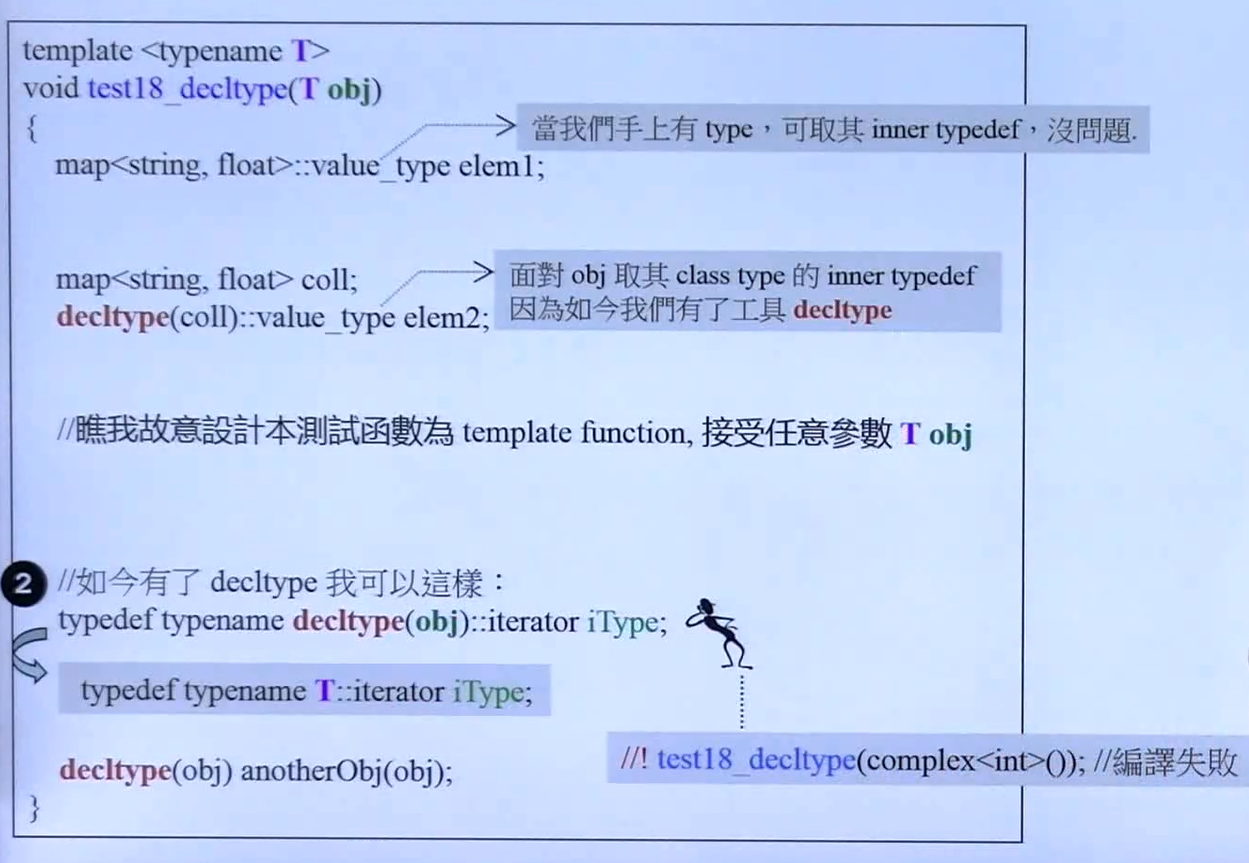 template <typename T>
void test18_decltype(T obj)
{
當我們手上有 type，可取其 inner typedef，沒問題.
map<string, float>::value_type elem1;
map<string, float> coll;
decltype(coll)::value_type elem2;
面對 obj 取其 class type 的 inner typedef
因為如今我們有了工具 decltype
//瞧我故意設計本測試函數為 template function, 接受任意參數 T obj
2 //如今有了 decltype 我可以這樣：
typedef typename decltype(obj)::iterator iType;
typedef typename T::iterator iType;
//! test18_decltype(complex<int>()); //編譯失敗
decltype(obj) anotherObj(obj);
}